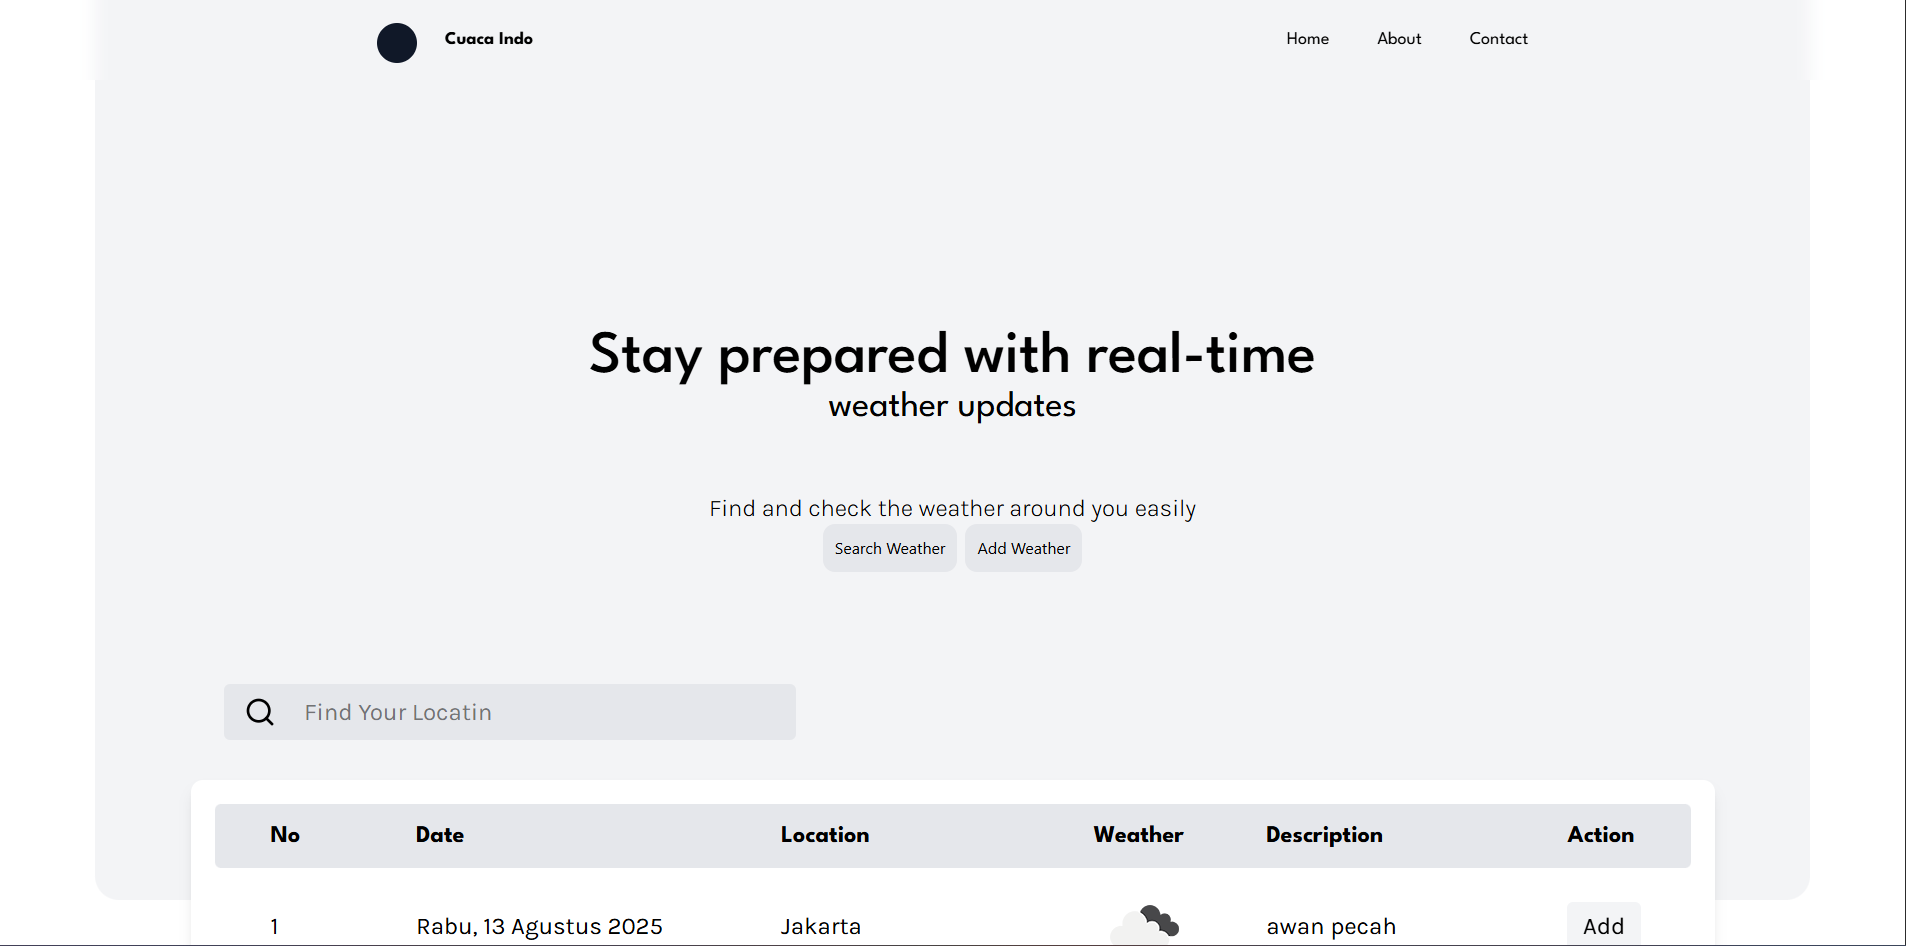 Cuaca Indo Home About Contact
Stay prepared with real-time
weather updates
Find and check the weather around you easily
Search Weather Add Weather
Find Your Locatin
No Date Location Weather Description Action
1 Rabu, 13 Agustus 2025 Jakarta awan pecah Add